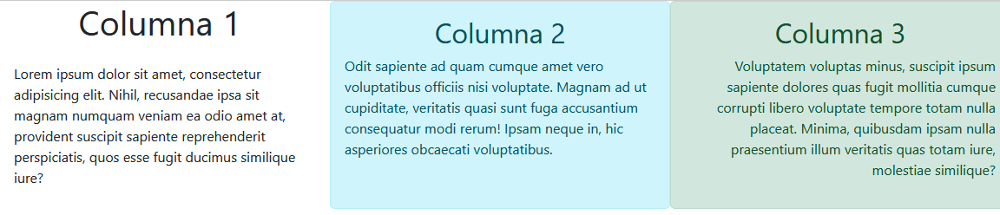 Columna 1
Lorem ipsum dolor sit amet, consectetur
adipisicing elit. Nihil, recusandae ipsa sit
magnam numquam veniam ea odio amet at,
provident suscipit sapiente reprehenderit
perspiciatis, quos esse fugit ducimus similique
iure?
Columna 2
Odit sapiente ad quam cumque amet vero
voluptatibus officiis nisi voluptate. Magnam ad ut
cupiditate, veritatis quasi sunt fuga accusantium
consequatur modi rerum! Ipsam neque in, hic
asperiores obcaecati voluptatibus.
Columna 3
Voluptatem voluptas minus, suscipit ipsum
sapiente dolores quas fugit mollitia cumque
corrupti libero voluptate tempore totam nulla
placeat. Minima, quibusdam ipsam nulla
praesentium illum veritatis quas totam iure,
molestiae similique?